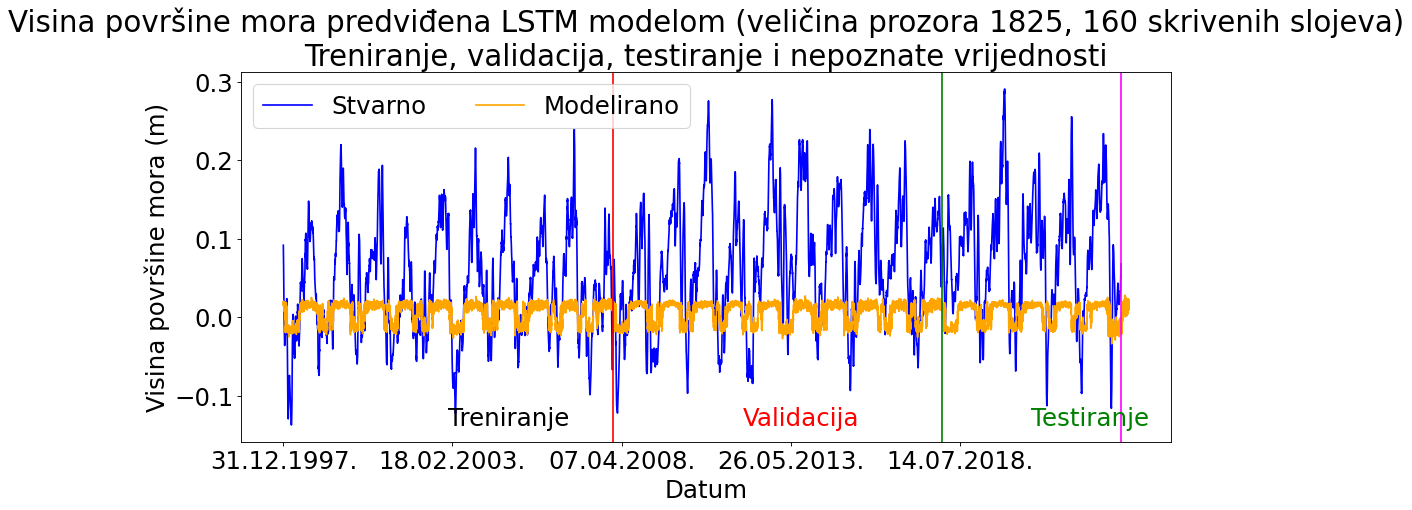 Visina površine mora predviđena LSTM modelom (veličina prozora 1825, 160 skrivenih slojeva)
Treniranje, validacija, testiranje i nepoznate vrijednosti
Stvarno
Modelirano
Visina površine mora (m)
0.3
0.2
0.1
0.0
−0.1
Treniranje
Validacija
Testiranje
31.12.1997.
18.02.2003.
07.04.2008.
26.05.2013.
14.07.2018.
Datum